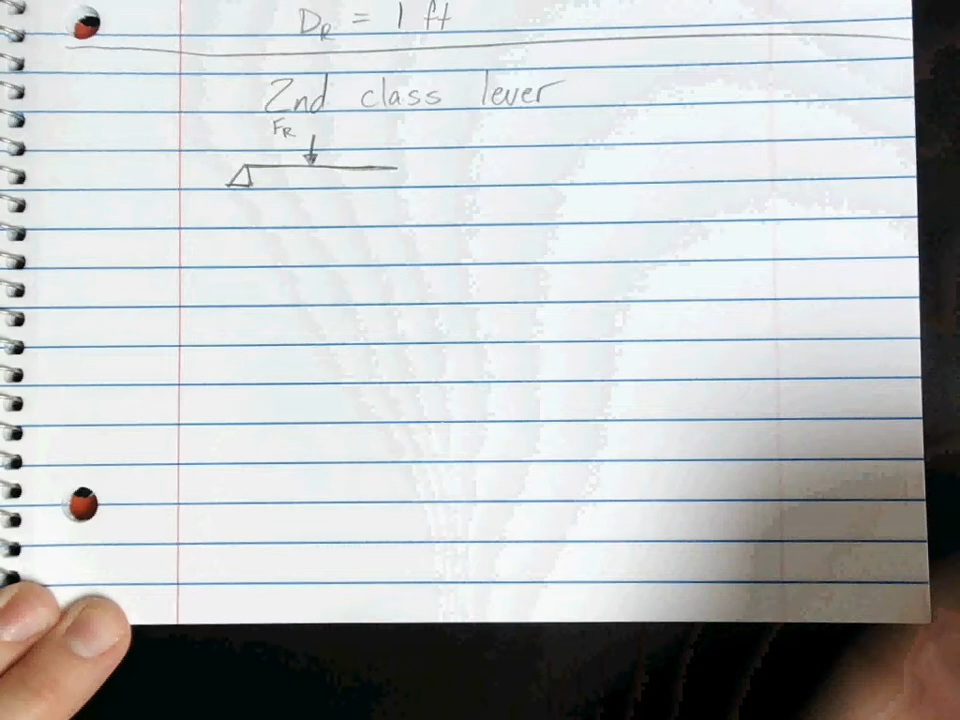 D_R = 1 ft
2nd class lever
F_R